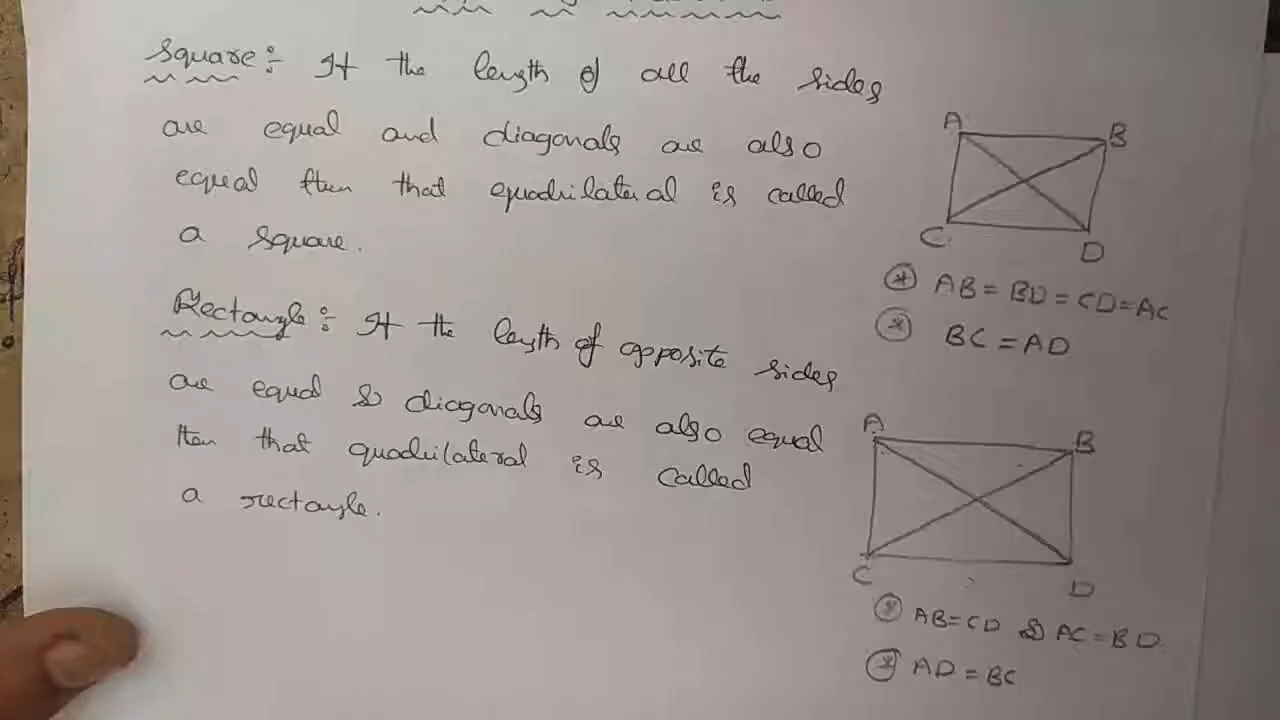 Square:- If the length of all the sides
are equal and diagonals are also
equal then that quadrilateral is called
a square.
A
B
C
D
* AB = BD = CD = AC
* BC = AD
Rectangle:- If the length of opposite sides
are equal & diagonals are also equal
then that quadrilateral is called
a rectangle.
A
B
C
D
* AB = CD & AC = BD
* AD = BC